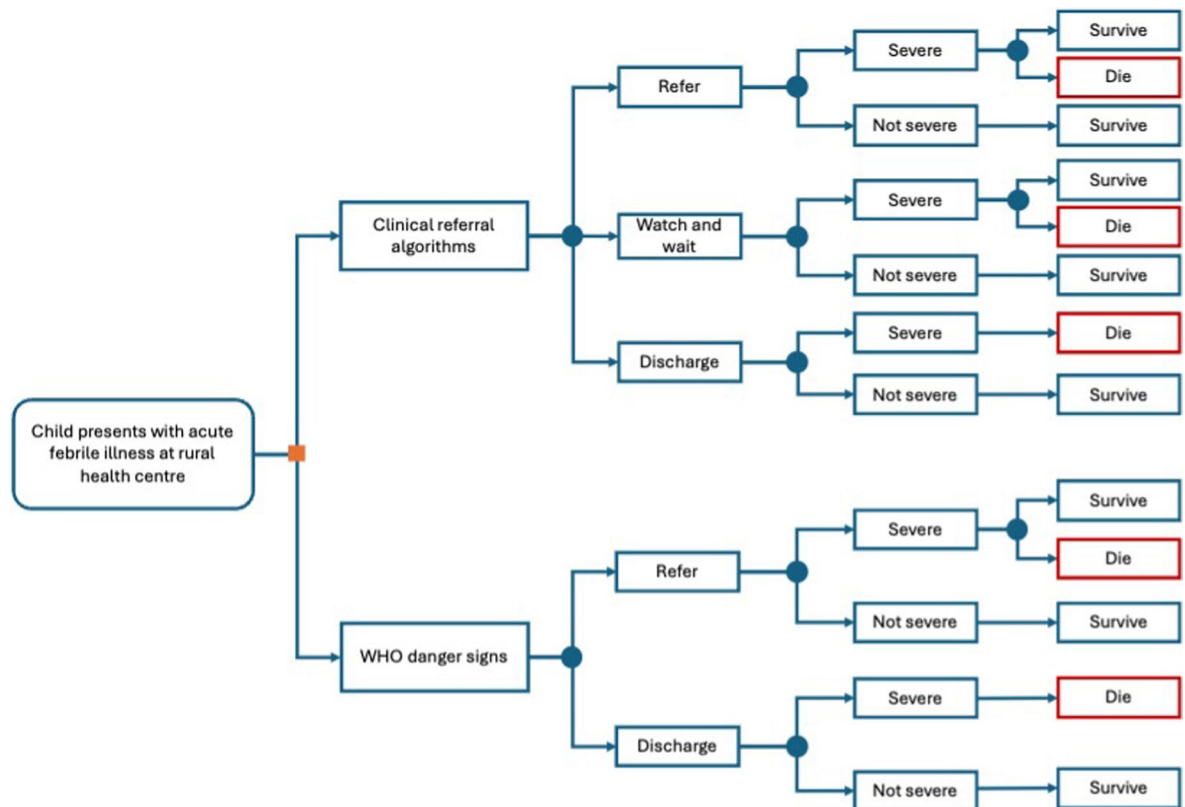 Child presents with acute
febrile illness at rural
health centre
Clinical referral
algorithms
Refer
Severe
Survive
Die
Not severe
Survive
Watch and
wait
Severe
Survive
Die
Not severe
Survive
Discharge
Severe
Die
Not severe
Survive
WHO danger signs
Refer
Severe
Survive
Die
Not severe
Survive
Discharge
Severe
Die
Not severe
Survive